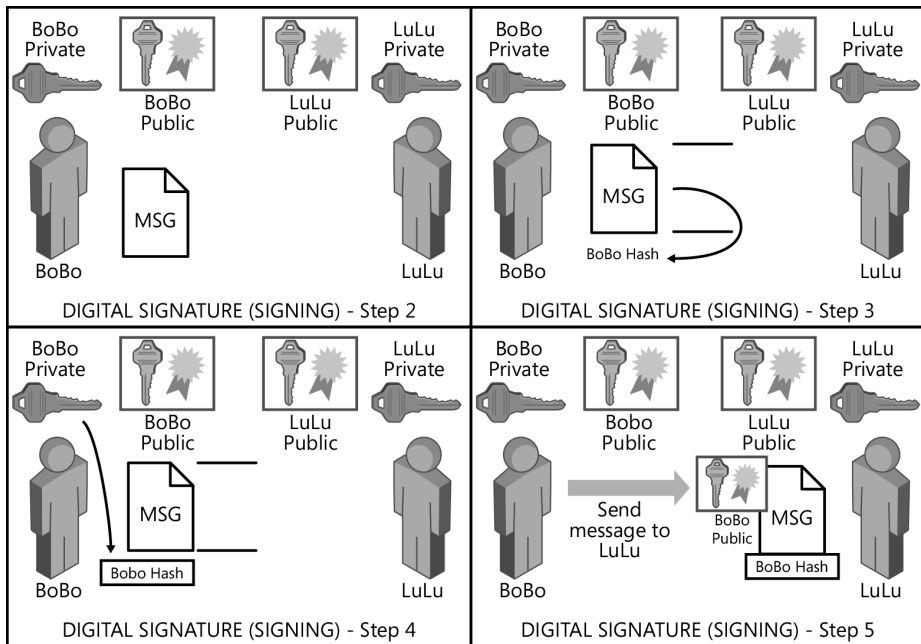 BoBo
Private
BoBo
Public
LuLu
Public
LuLu
Private
MSG
BoBo
LuLu
DIGITAL SIGNATURE (SIGNING) - Step 2
BoBo
Private
BoBo
Public
LuLu
Public
LuLu
Private
MSG
BoBo Hash
BoBo
LuLu
DIGITAL SIGNATURE (SIGNING) - Step 3
BoBo
Private
BoBo
Public
LuLu
Public
LuLu
Private
MSG
Bobo Hash
BoBo
LuLu
DIGITAL SIGNATURE (SIGNING) - Step 4
BoBo
Private
Bobo
Public
LuLu
Public
LuLu
Private
Send
message to
LuLu
BoBo
Public
MSG
BoBo Hash
BoBo
LuLu
DIGITAL SIGNATURE (SIGNING) - Step 5